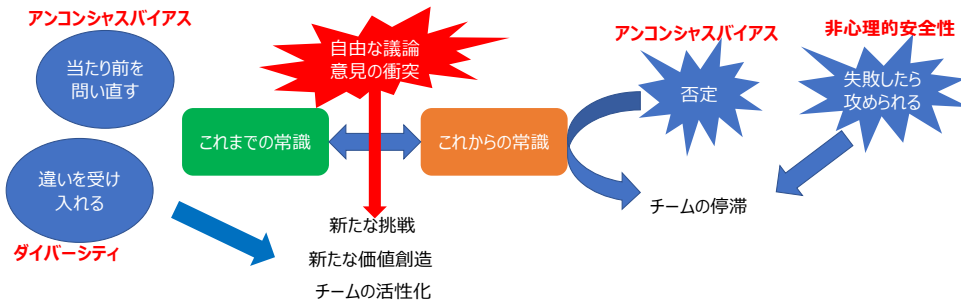 アンコンシャスバイアス
当たり前を
問い直す
違いを受け
入れる
ダイバーシティ
自由な議論
意見の衝突
これまでの常識
これからの常識
新たな挑戦
新たな価値創造
チームの活性化
アンコンシャスバイアス
否定
非心理的安全性
失敗したら
攻められる
チームの停滞